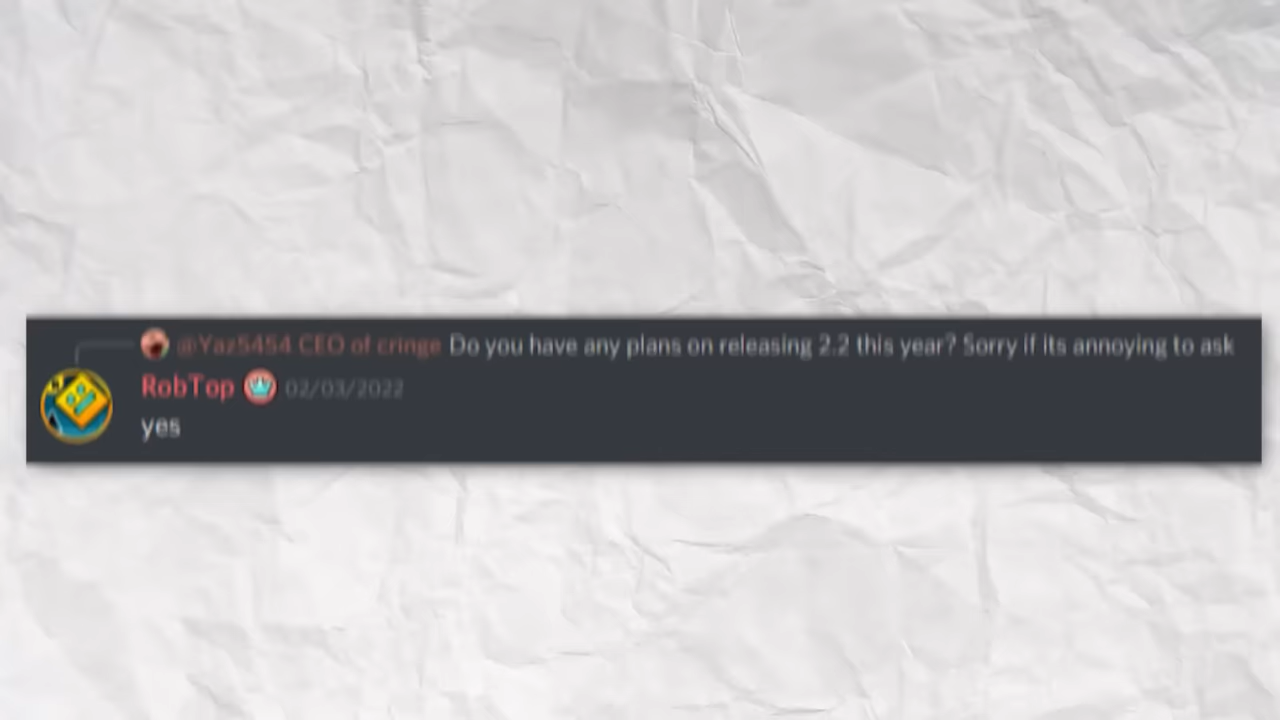 @Yaz5454 CEO of cringe Do you have any plans on releasing 2.2 this year? Sorry if its annoying to ask
RobTop 02/03/2022
yes